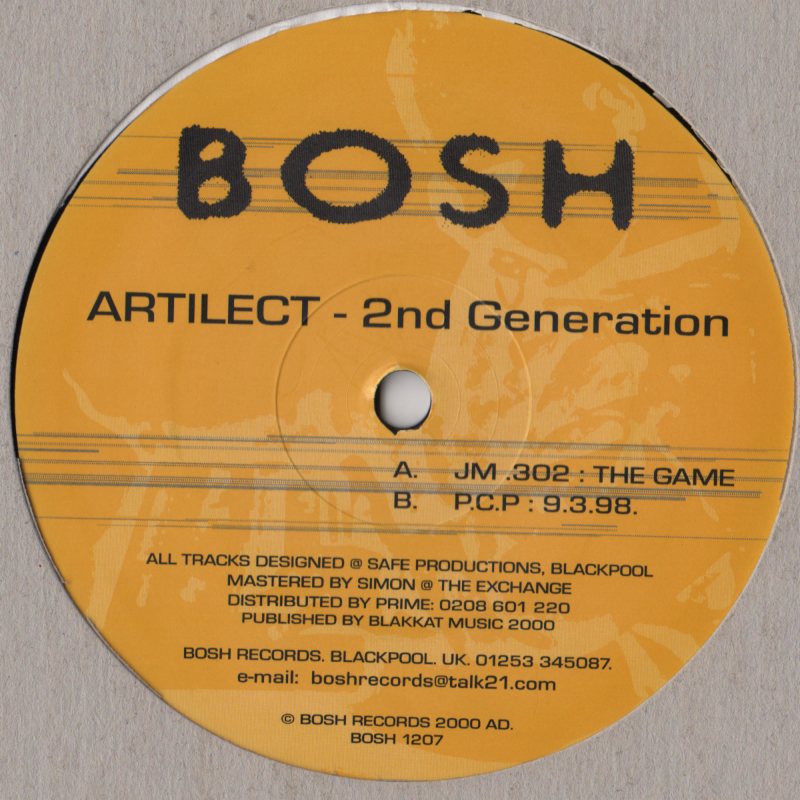 BOSH
ARTILECT - 2nd Generation
A. JM .302 : THE GAME
B. P.C.P : 9.3.98.
ALL TRACKS DESIGNED @ SAFE PRODUCTIONS, BLACKPOOL
MASTERED BY SIMON @ THE EXCHANGE
DISTRIBUTED BY PRIME: 0208 601 220
PUBLISHED BY BLAKKAT MUSIC 2000
BOSH RECORDS. BLACKPOOL. UK. 01253 345087.
e-mail: boshrecords@talk21.com
© BOSH RECORDS 2000 AD.
BOSH 1207